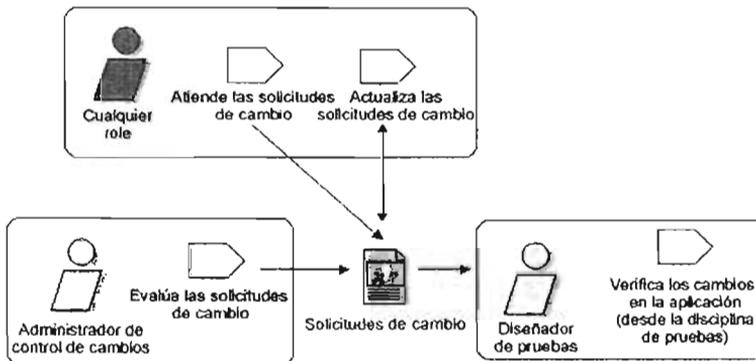 Cualquier
role
Atiende las solicitudes
de cambio
Actualiza las
solicitudes de cambio
Administrador de
control de cambios
Evalúa las solicitudes
de cambio
Solicitudes de cambio
Diseñador
de pruebas
Verifica los cambios
en la aplicación
(desde la disciplina
de pruebas)